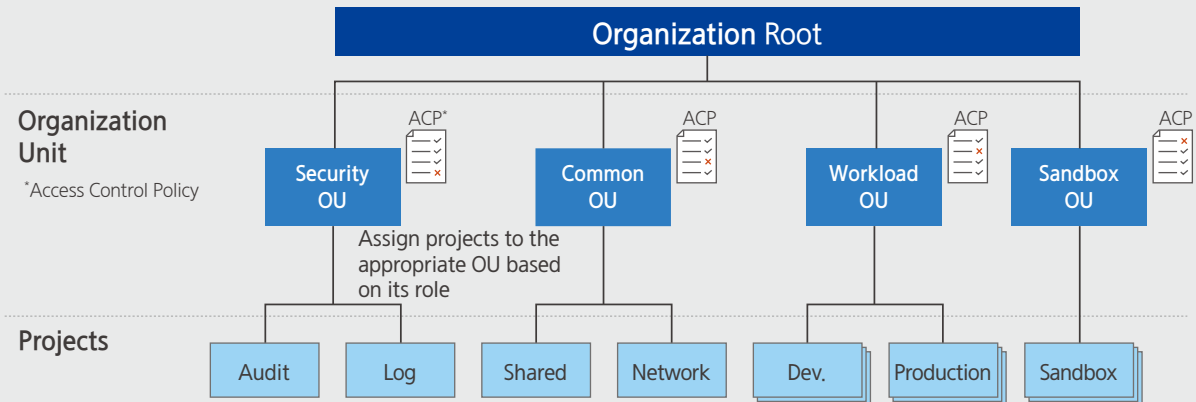 Organization Root
Organization
Unit
*Access Control Policy
ACP*
ACP
ACP
ACP
Security
OU
Common
OU
Workload
OU
Sandbox
OU
Assign projects to the
appropriate OU based
on its role
Projects
Audit
Log
Shared
Network
Dev.
Production
Sandbox